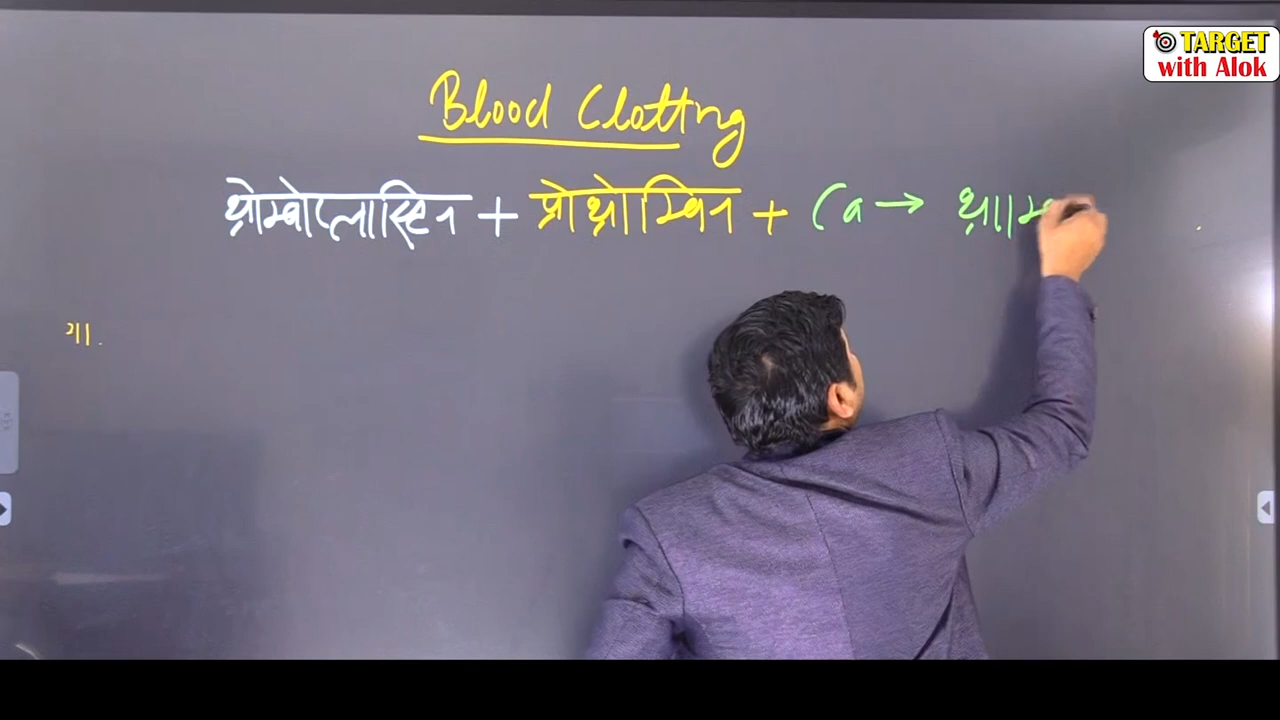 TARGET
with Alok
Blood Clotting
थ्रोम्बोप्लास्टिन + प्रोथ्रोम्बिन + Ca →
गा.